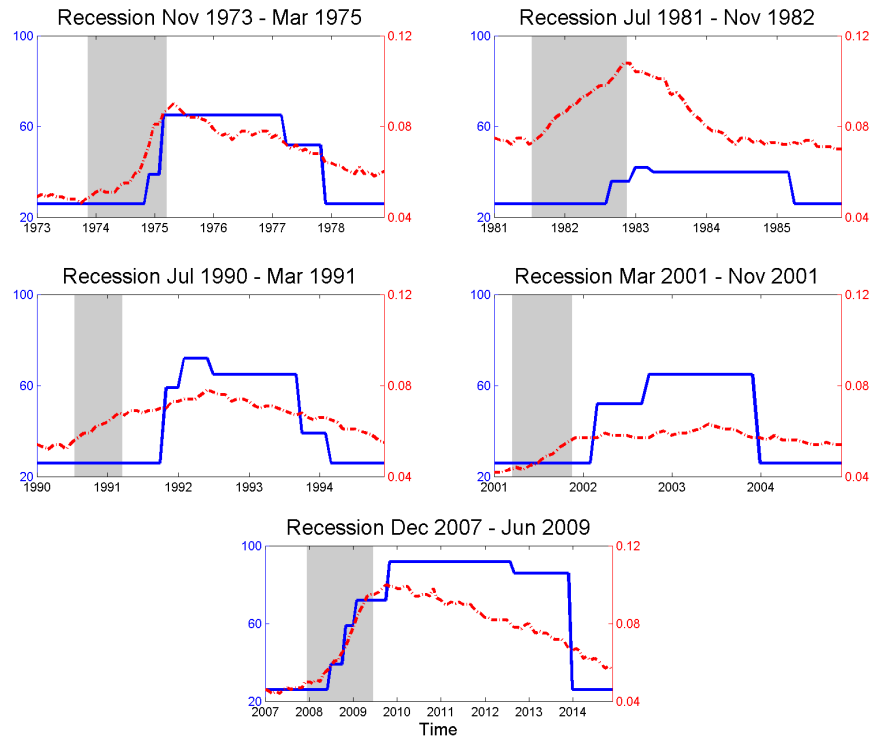 Recession Nov 1973 - Mar 1975
100
60
20
0.12
0.08
0.04
1973 1974 1975 1976 1977 1978
Recession Jul 1981 - Nov 1982
100
60
20
0.12
0.08
0.04
1981 1982 1983 1984 1985
Recession Jul 1990 - Mar 1991
100
60
20
0.12
0.08
0.04
1990 1991 1992 1993 1994
Recession Mar 2001 - Nov 2001
100
60
20
0.12
0.08
0.04
2001 2002 2003 2004
Recession Dec 2007 - Jun 2009
100
80
60
40
20
0.12
0.08
0.04
2007 2008 2009 2010 2011 2012 2013 2014
Time